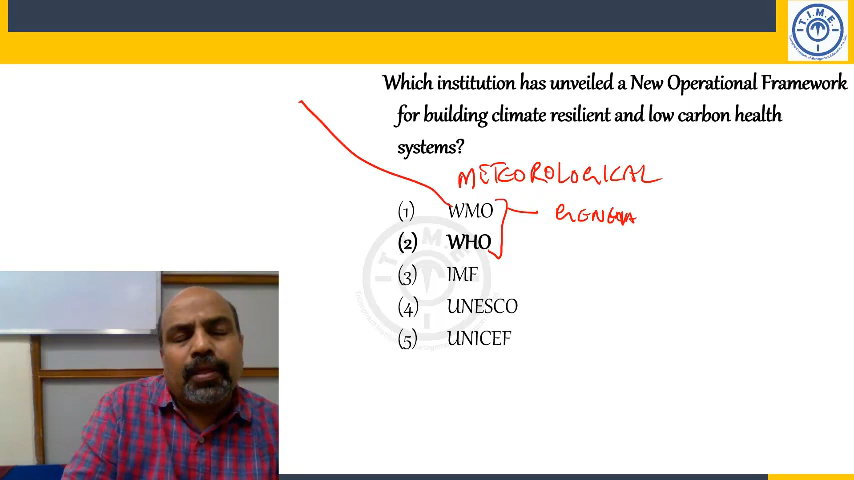 T.I.M.E.
Which institution has unveiled a New Operational Framework
for building climate resilient and low carbon health
systems?
METEOROLOGICAL
(1) WMO
GENEVA
(2) WHO
T.I.M.E.
(3) IMF
(4) UNESCO
(5) UNICEF